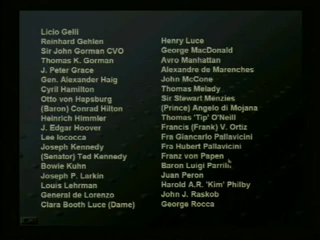 Licio Gelli
Reinhard Gehlen
Sir John Gorman CVO
Thomas K. Gorman
J. Peter Grace
Gen. Alexander Haig
Cyril Hamilton
Otto von Hapsburg
(Baron) Conrad Hilton
Heinrich Himmler
J. Edgar Hoover
Lee Iococca
Joseph Kennedy
(Senator) Ted Kennedy
Bowie Kuhn
Joseph P. Larkin
Louis Lehrman
General de Lorenzo
Clara Booth Luce (Dame)
Henry Luce
George MacDonald
Avro Manhattan
Alexandre de Marenches
John McCone
Thomas Melady
Sir Stewart Menzies
(Prince) Angelo di Mojana
Thomas 'Tip' O'Neill
Francis (Frank) V. Ortiz
Fra Giancarlo Pallavicini
Fra Hubert Pallavicini
Franz von Papen
Baron Luigi Parrilli
Juan Peron
Harold A.R. 'Kim' Philby
John J. Raskob
George Rocca